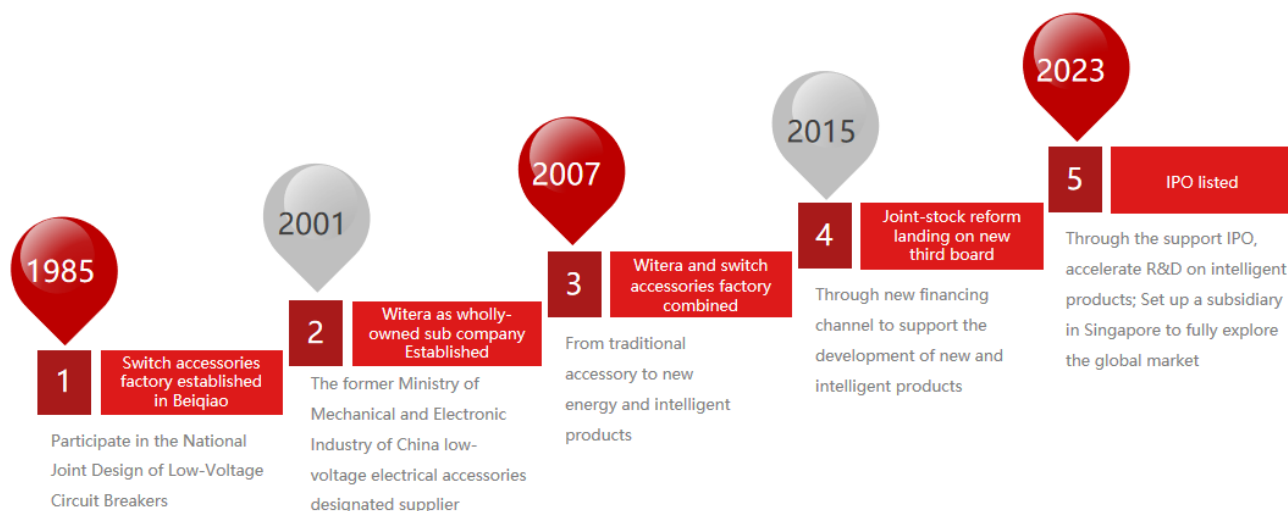 1985
1
Switch accessories
factory established
in Beiqiao
Participate in the National
Joint Design of Low-Voltage
Circuit Breakers
2001
2
Witera as wholly-
owned sub company
Established
The former Ministry of
Mechanical and Electronic
Industry of China low-
voltage electrical accessories
designated supplier
2007
3
Witera and switch
accessories factory
combined
From traditional
accessory to new
energy and intelligent
products
2015
4
Joint-stock reform
landing on new
third board
Through new financing
channel to support the
development of new and
intelligent products
2023
5
IPO listed
Through the support IPO,
accelerate R&D on intelligent
products; Set up a subsidiary
in Singapore to fully explore
the global market